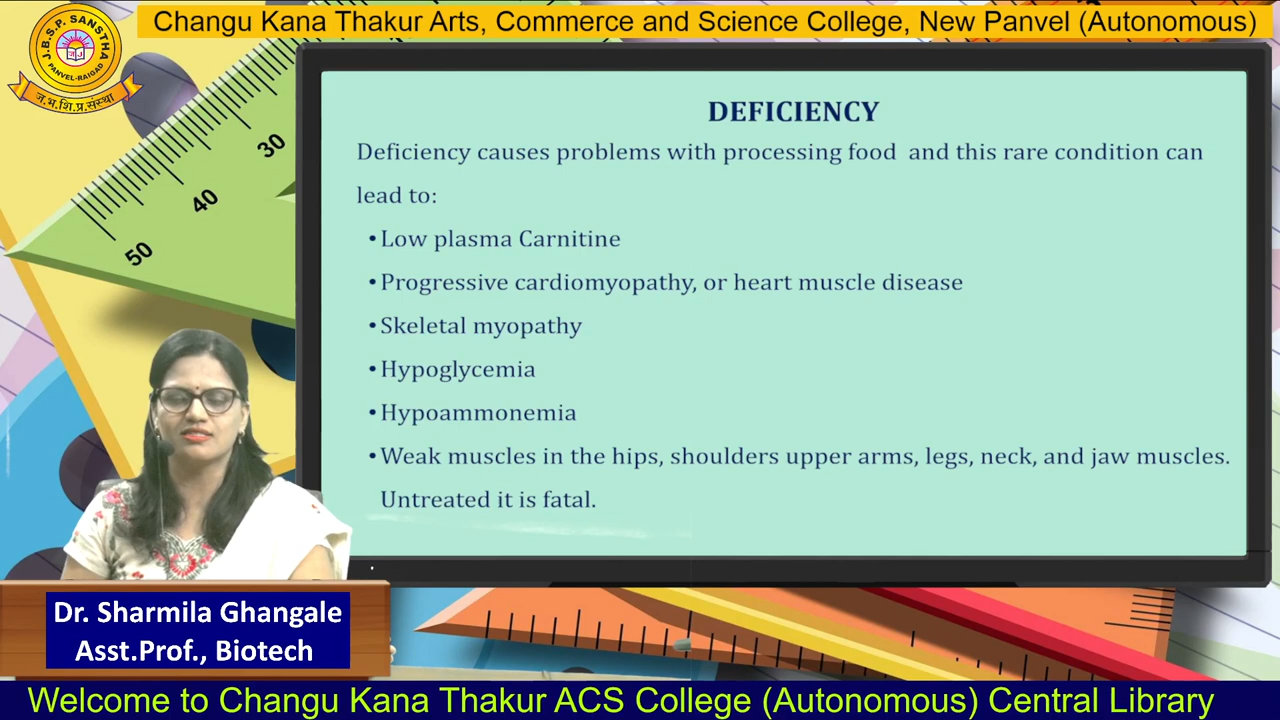 Changu Kana Thakur Arts, Commerce and Science College, New Panvel (Autonomous)
J.B.S.P. SANSTHA
PANVEL-RAIGAD
ज.भ.शि.प्र.संस्था
30
40
50
DEFICIENCY
Deficiency causes problems with processing food and this rare condition can
lead to:
•Low plasma Carnitine
•Progressive cardiomyopathy, or heart muscle disease
•Skeletal myopathy
•Hypoglycemia
•Hypoammonemia
•Weak muscles in the hips, shoulders upper arms, legs, neck, and jaw muscles.
Untreated it is fatal.
Dr. Sharmila Ghangale
Asst.Prof., Biotech
Welcome to Changu Kana Thakur ACS College (Autonomous) Central Library